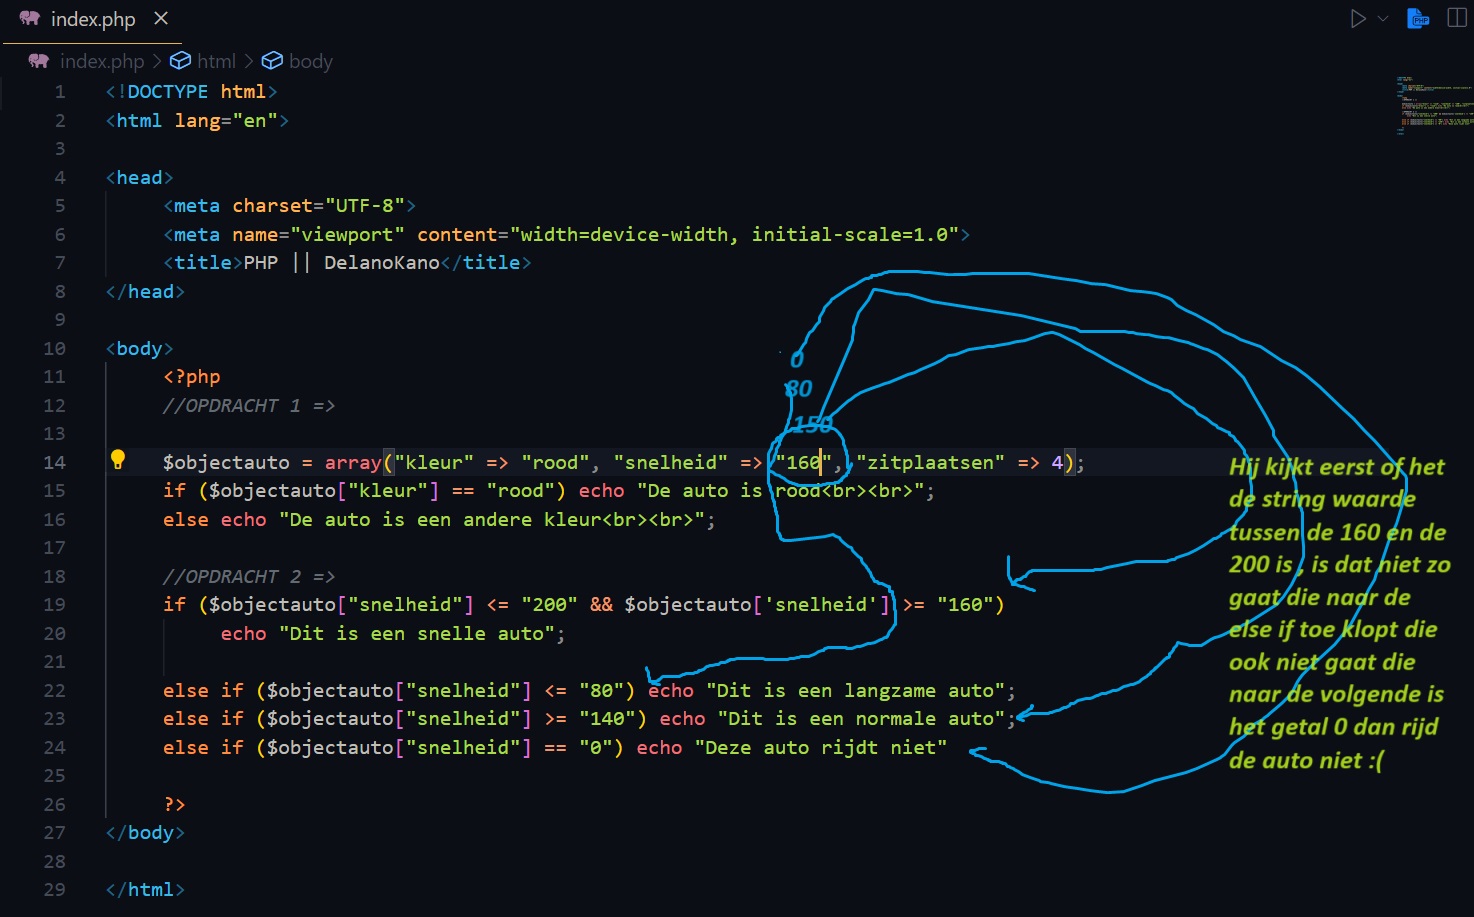 index.php
index.php > html > body
1 <!DOCTYPE html>
2 <html lang="en">
3
4 <head>
5 <meta charset="UTF-8">
6 <meta name="viewport" content="width=device-width, initial-scale=1.0">
7 <title>PHP || DelanoKano</title>
8 </head>
9
10 <body>
11 <?php
12 //OPDRACHT 1 =>
13
0
80
150
14 $objectauto = array("kleur" => "rood", "snelheid" => "160", "zitplaatsen" => 4);
15 if ($objectauto["kleur"] == "rood") echo "De auto is rood<br><br>";
16 else echo "De auto is een andere kleur<br><br>";
17
18 //OPDRACHT 2 =>
19 if ($objectauto["snelheid"] <= "200" && $objectauto['snelheid'] >= "160")
20 echo "Dit is een snelle auto";
21
22 else if ($objectauto["snelheid"] <= "80") echo "Dit is een langzame auto";
23 else if ($objectauto["snelheid"] >= "140") echo "Dit is een normale auto";
24 else if ($objectauto["snelheid"] == "0") echo "Deze auto rijdt niet"
25
26 ?>
27 </body>
28
29 </html>
Hij kijkt eerst of het
de string waarde
tussen de 160 en de
200 is , is dat niet zo
gaat die naar de
else if toe klopt die
ook niet gaat die
naar de volgende is
het getal 0 dan rijd
de auto niet :(